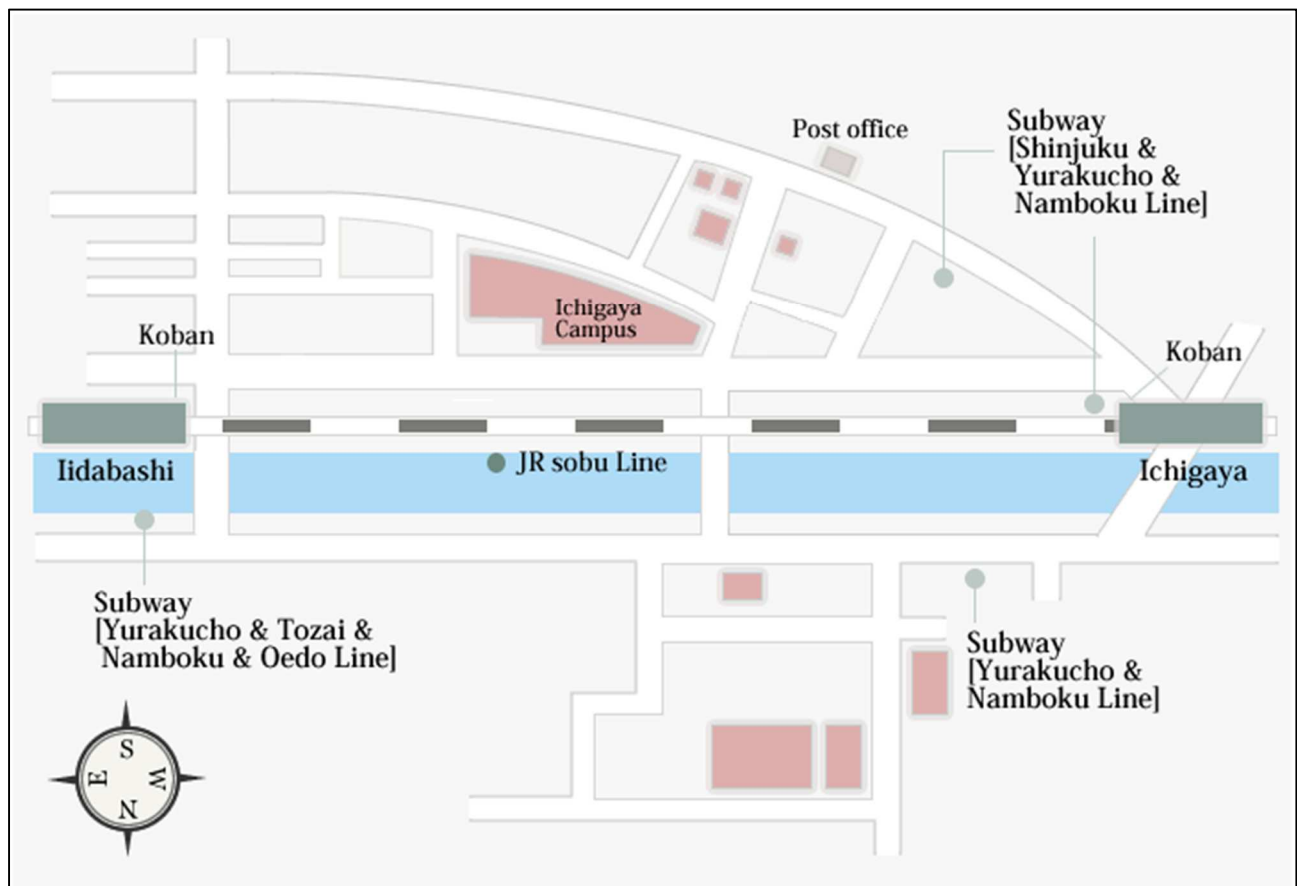 Post office
Subway
[Shinjuku &
Yurakucho &
Namboku Line]
Ichigaya
Campus
Koban
Koban
Iidabashi
JR sobu Line
Ichigaya
Subway
[Yurakucho & Tozai &
Namboku & Oedo Line]
Subway
[Yurakucho &
Namboku Line]
S
E
W
N